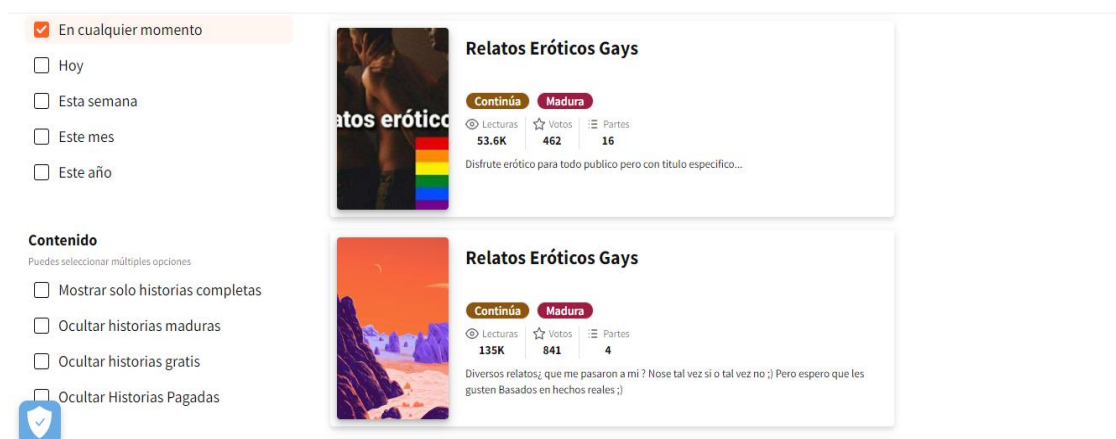 En cualquier momento
Hoy
Esta semana
Este mes
Este año
Contenido
Puedes seleccionar múltiples opciones
Mostrar solo historias completas
Ocultar historias maduras
Ocultar historias gratis
Ocultar Historias Pagadas
atos erótico
Relatos Eróticos Gays
Continúa Madura
Lecturas Votos Partes
53.6K 462 16
Disfrute erótico para todo publico pero con titulo especifico...
Relatos Eróticos Gays
Continúa Madura
Lecturas Votos Partes
135K 841 4
Diversos relatos¿ que me pasaron a mi ? Nose tal vez si o tal vez no ;) Pero espero que les
gusten Basados en hechos reales ;)